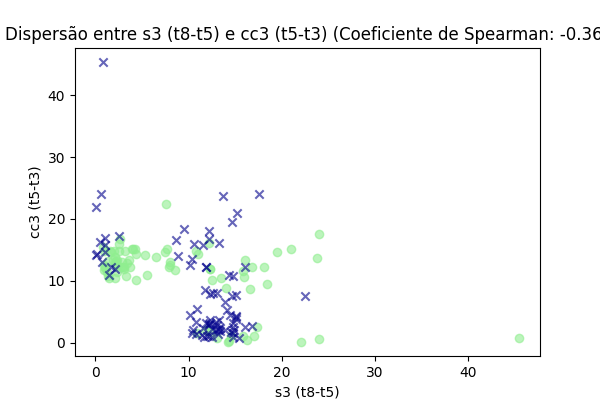 Dispersão entre s3 (t8-t5) e cc3 (t5-t3) (Coeficiente de Spearman: -0.36
cc3 (t5-t3)
40
30
20
10
0
0 10 20 30 40
s3 (t8-t5)